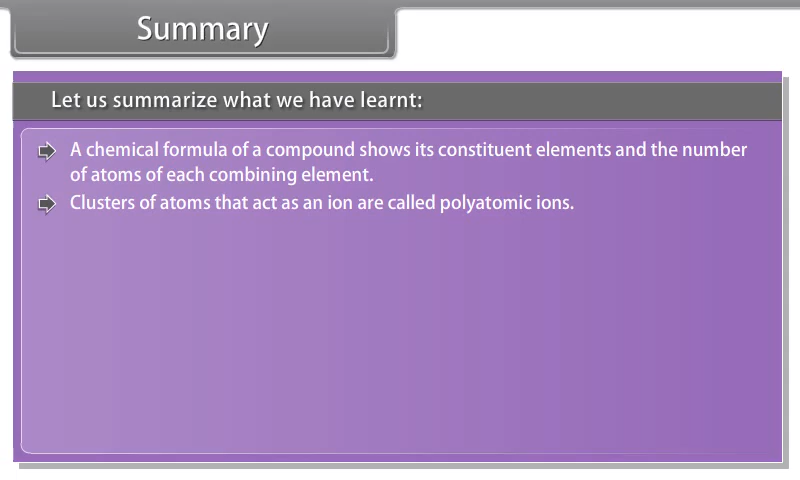 Summary
Let us summarize what we have learnt:
A chemical formula of a compound shows its constituent elements and the number
of atoms of each combining element.
Clusters of atoms that act as an ion are called polyatomic ions.